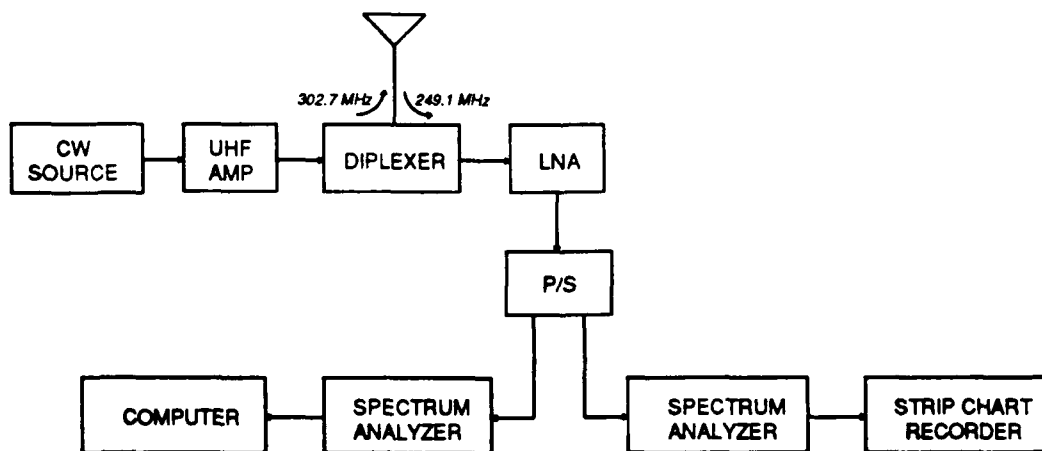 302.7 MHz
249.1 MHz
CW
SOURCE
UHF
AMP
DIPLEXER
LNA
P/S
COMPUTER
SPECTRUM
ANALYZER
SPECTRUM
ANALYZER
STRIP CHART
RECORDER